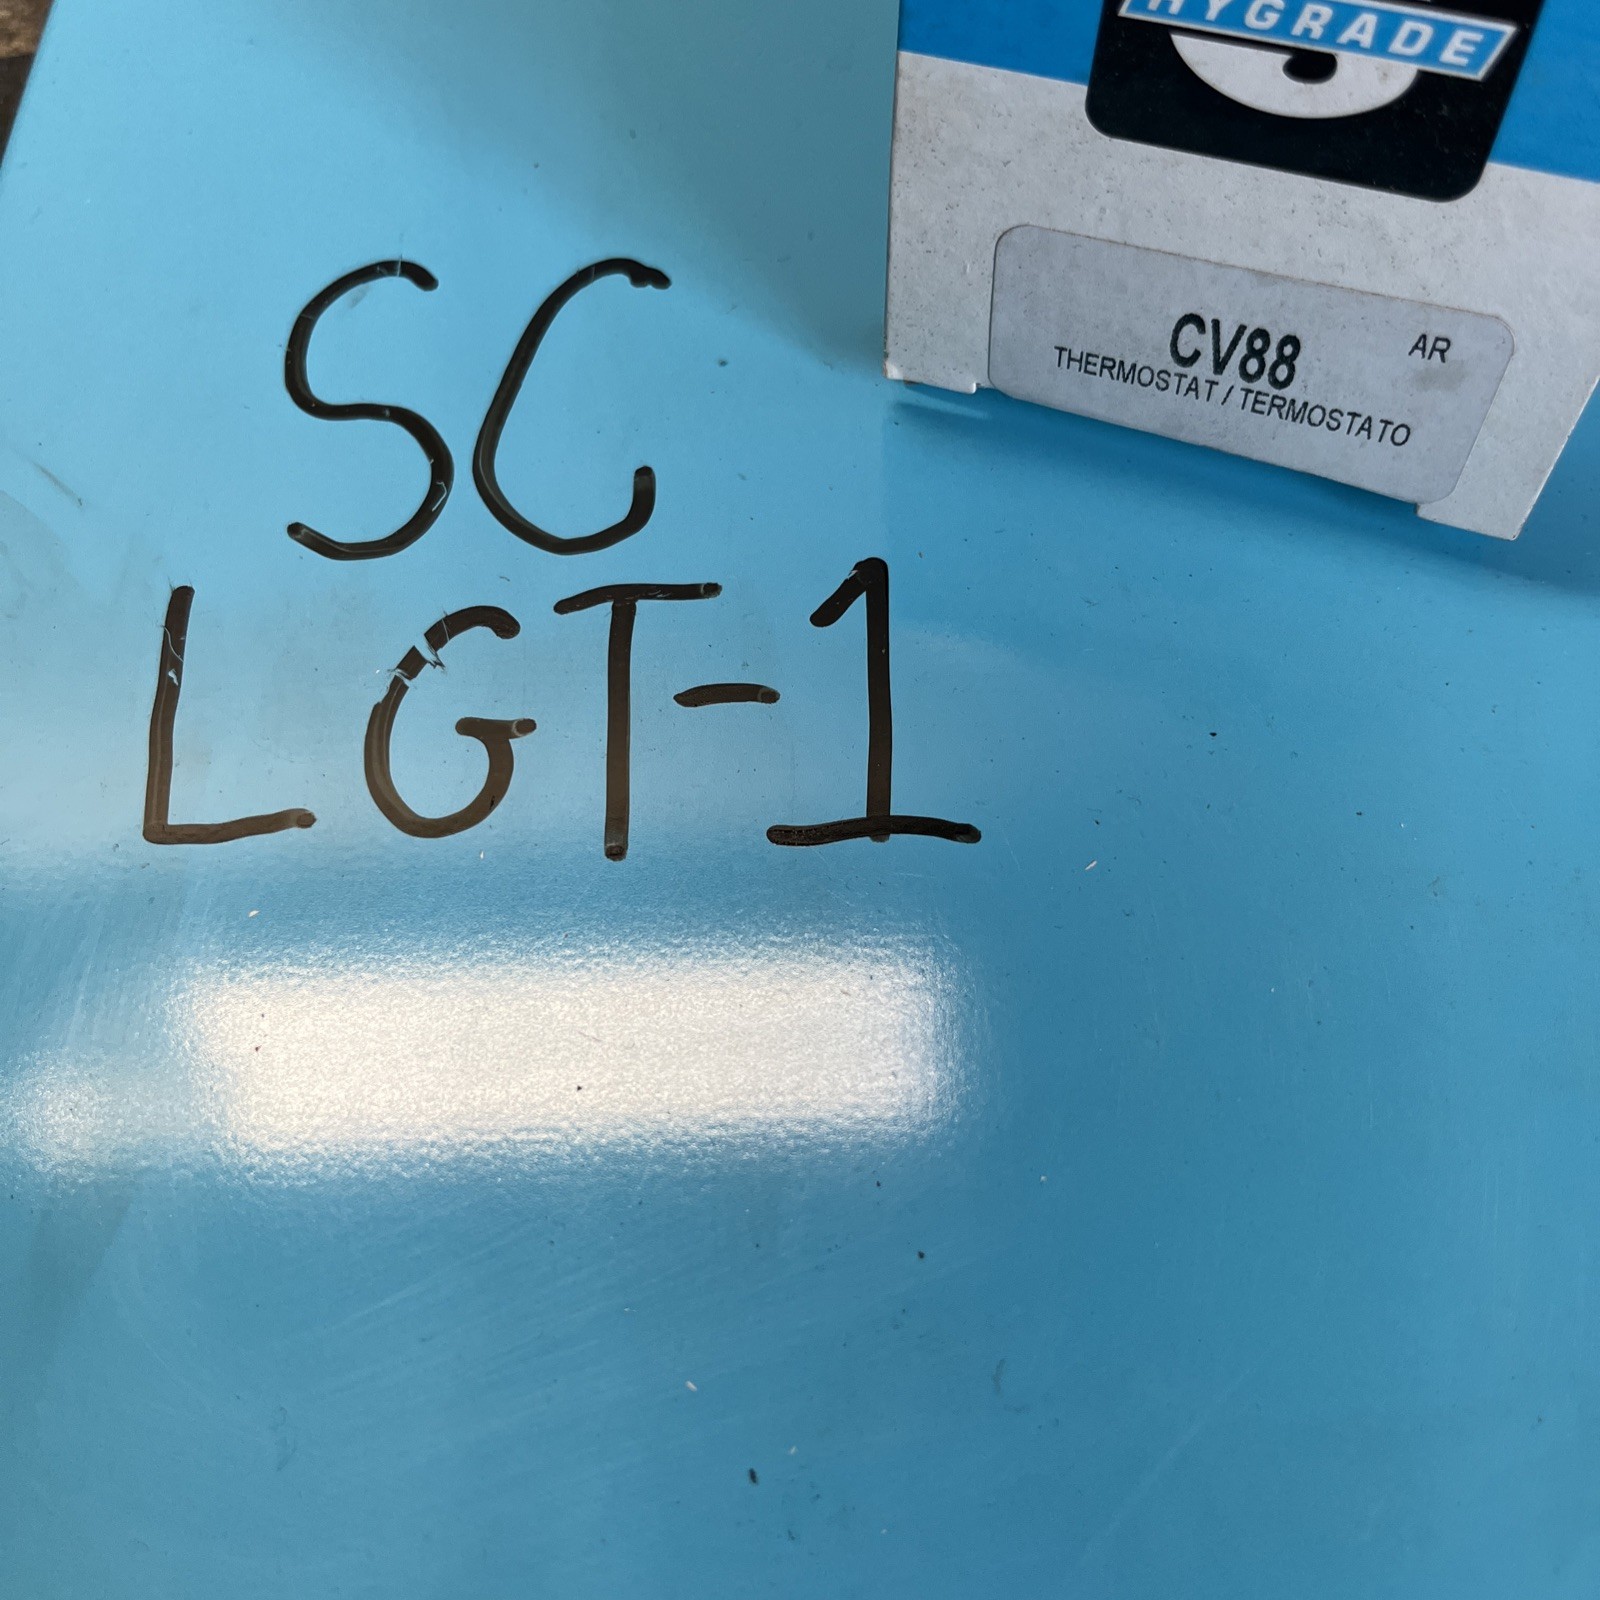 HYGRADE
CV88
AR
THERMOSTAT / TERMOSTATO
SC
LGT-1